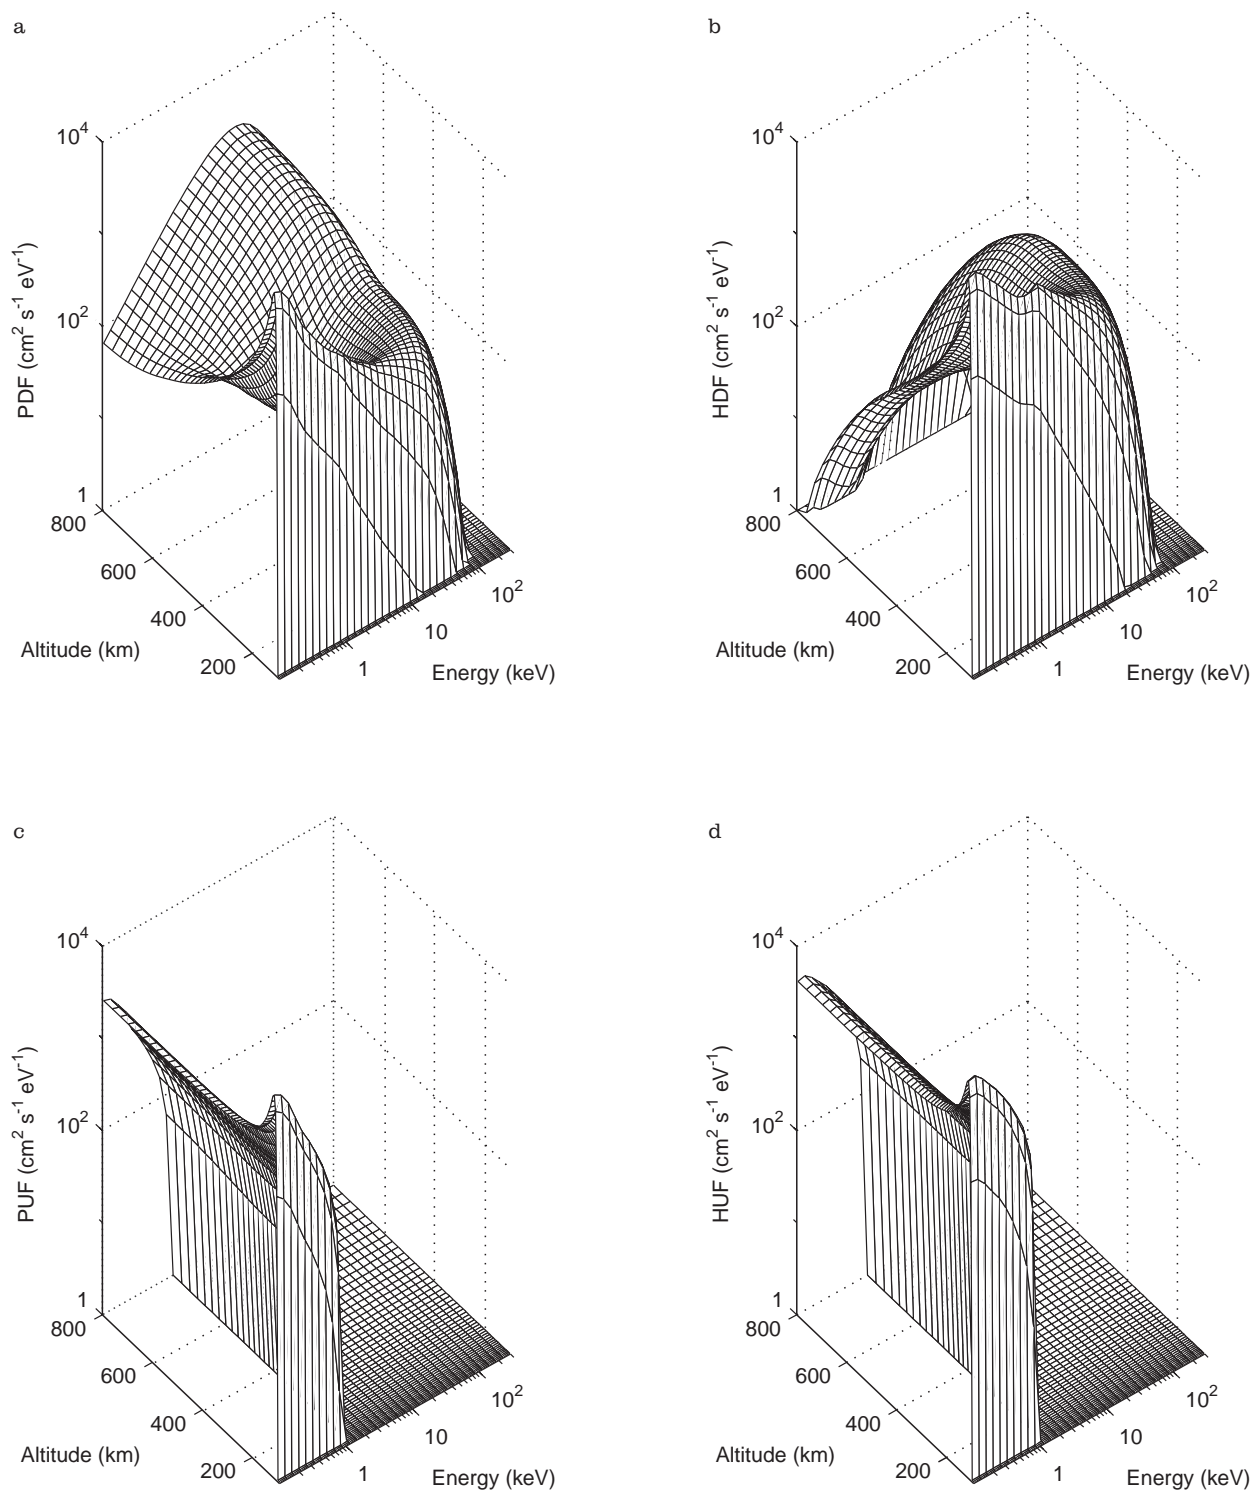 a
10^4
10^2
1
PDF (cm^2 s^-1 eV^-1)
800
600
400
200
Altitude (km)
1
10
10^2
Energy (keV)
b
10^4
10^2
1
HDF (cm^2 s^-1 eV^-1)
800
600
400
200
Altitude (km)
1
10
10^2
Energy (keV)
c
10^4
10^2
1
PUF (cm^2 s^-1 eV^-1)
800
600
400
200
Altitude (km)
1
10
10^2
Energy (keV)
d
10^4
10^2
1
HUF (cm^2 s^-1 eV^-1)
800
600
400
200
Altitude (km)
1
10
10^2
Energy (keV)